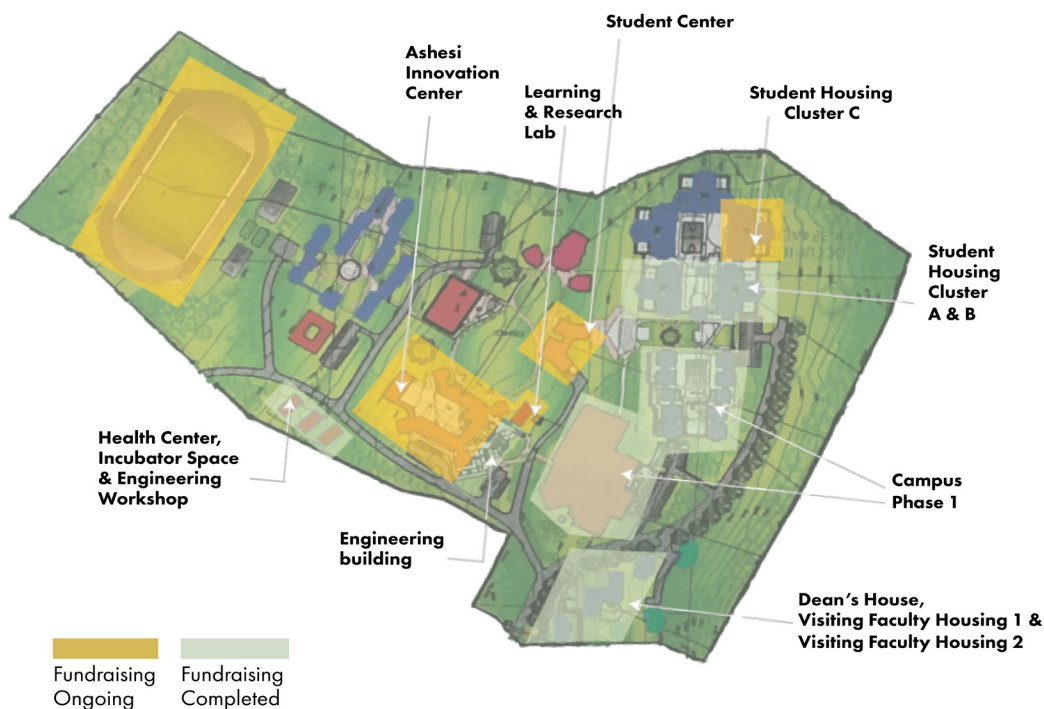 Student Center
Ashesi
Innovation
Center
Learning
& Research
Lab
Student Housing
Cluster C
Student
Housing
Cluster
A & B
Health Center,
Incubator Space
& Engineering
Workshop
Campus
Phase 1
Engineering
building
Dean's House,
Visiting Faculty Housing 1 &
Visiting Faculty Housing 2
Fundraising
Ongoing
Fundraising
Completed